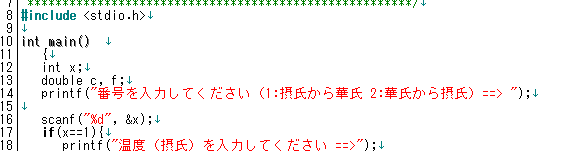 7 ************************************************************/↓
8 #include <stdio.h>↓
9 ↓
10 int main() ↓
11 {↓
12 int x;↓
13 double c, f;↓
14 printf("番号を入力してください (1:摂氏から華氏 2:華氏から摂氏) ==> ");↓
15 ↓
16 scanf("%d", &x);↓
17 if(x==1){↓
18 printf("温度（摂氏）を入力してください ==>");↓